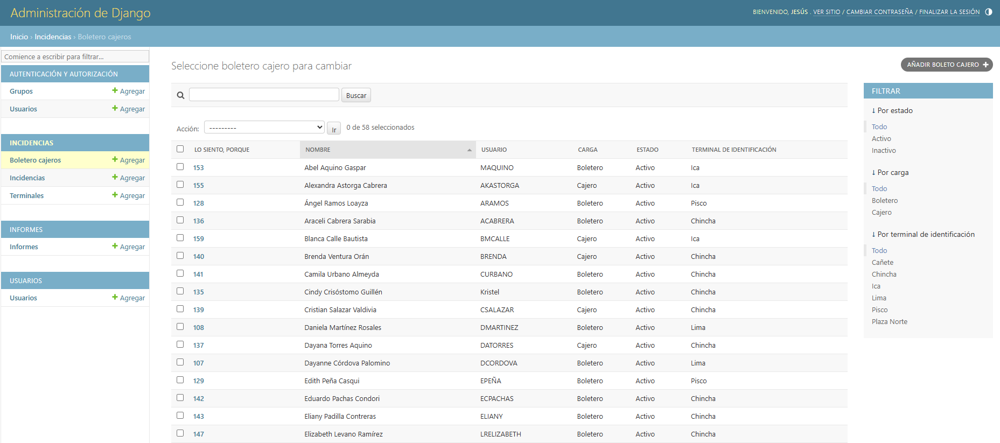 Administración de Django
BIENVENIDO, JESÚS . VER SITIO / CAMBIAR CONTRASEÑA / FINALIZAR LA SESIÓN
Inicio › Incidencias › Boletero cajeros
Comience a escribir para filtrar...
AUTENTICACIÓN Y AUTORIZACIÓN
Grupos + Agregar
Usuarios + Agregar
INCIDENCIAS
Boletero cajeros + Agregar
Incidencias + Agregar
Terminales + Agregar
INFORMES
Informes + Agregar
USUARIOS
Usuarios + Agregar
Seleccione boletero cajero para cambiar
AÑADIR BOLETO CAJERO +
Buscar
Acción: --------- Ir 0 de 58 seleccionados
LO SIENTO, PORQUE NOMBRE USUARIO CARGA ESTADO TERMINAL DE IDENTIFICACIÓN
153 Abel Aquino Gaspar MAQUINO Boletero Activo Ica
155 Alexandra Astorga Cabrera AKASTORGA Cajero Activo Ica
128 Ángel Ramos Loayza ARAMOS Boletero Activo Pisco
136 Araceli Cabrera Sarabia ACABRERA Boletero Activo Chincha
159 Blanca Calle Bautista BMCALLE Cajero Activo Ica
140 Brenda Ventura Orán BRENDA Cajero Activo Chincha
141 Camila Urbano Almeyda CURBANO Boletero Activo Chincha
135 Cindy Crisóstomo Guillén Kristel Boletero Activo Chincha
139 Cristian Salazar Valdivia CSALAZAR Cajero Activo Chincha
108 Daniela Martínez Rosales DMARTINEZ Boletero Activo Lima
137 Dayana Torres Aquino DATORRES Cajero Activo Chincha
107 Dayanne Córdova Palomino DCORDOVA Boletero Activo Lima
129 Edith Peña Casqui EPEÑA Boletero Activo Pisco
142 Eduardo Pachas Condori ECPACHAS Boletero Activo Chincha
143 Eliany Padilla Contreras ELIANY Boletero Activo Chincha
147 Elizabeth Levano Ramírez LRELIZABETH Boletero Activo Chincha
FILTRAR
↓ Por estado
Todo
Activo
Inactivo
↓ Por carga
Todo
Boletero
Cajero
↓ Por terminal de identificación
Todo
Cañete
Chincha
Ica
Lima
Pisco
Plaza Norte